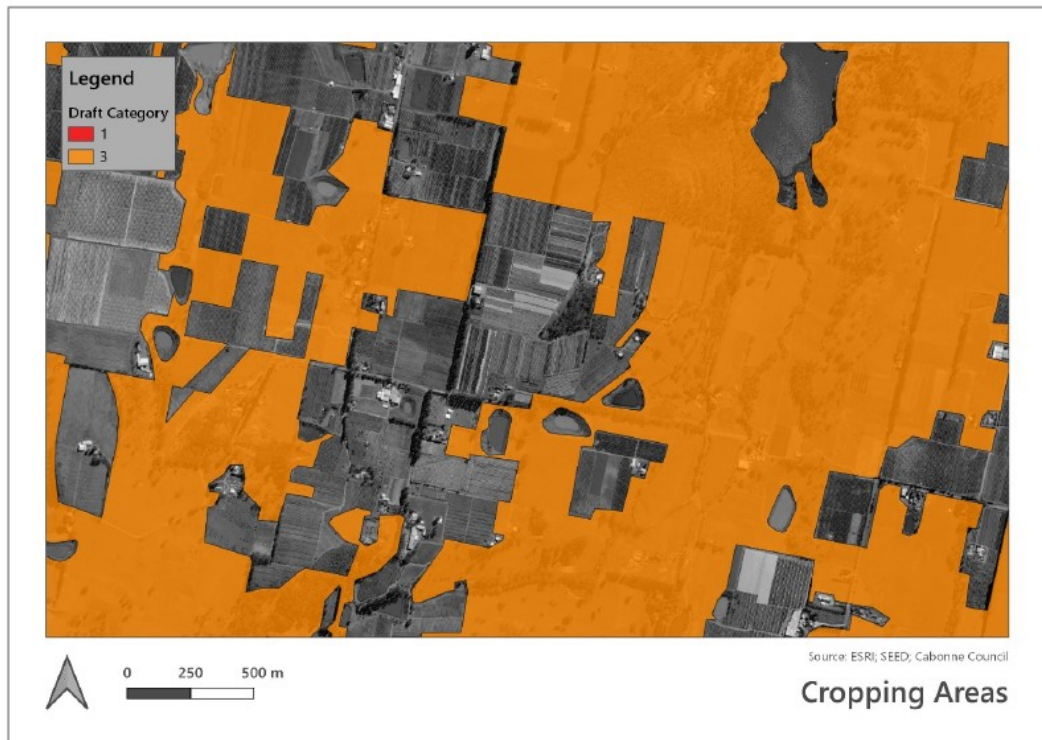 Legend
Draft Category
1
3
0 250 500 m
Source: ESRI; SEED; Cabonne Council
Cropping Areas